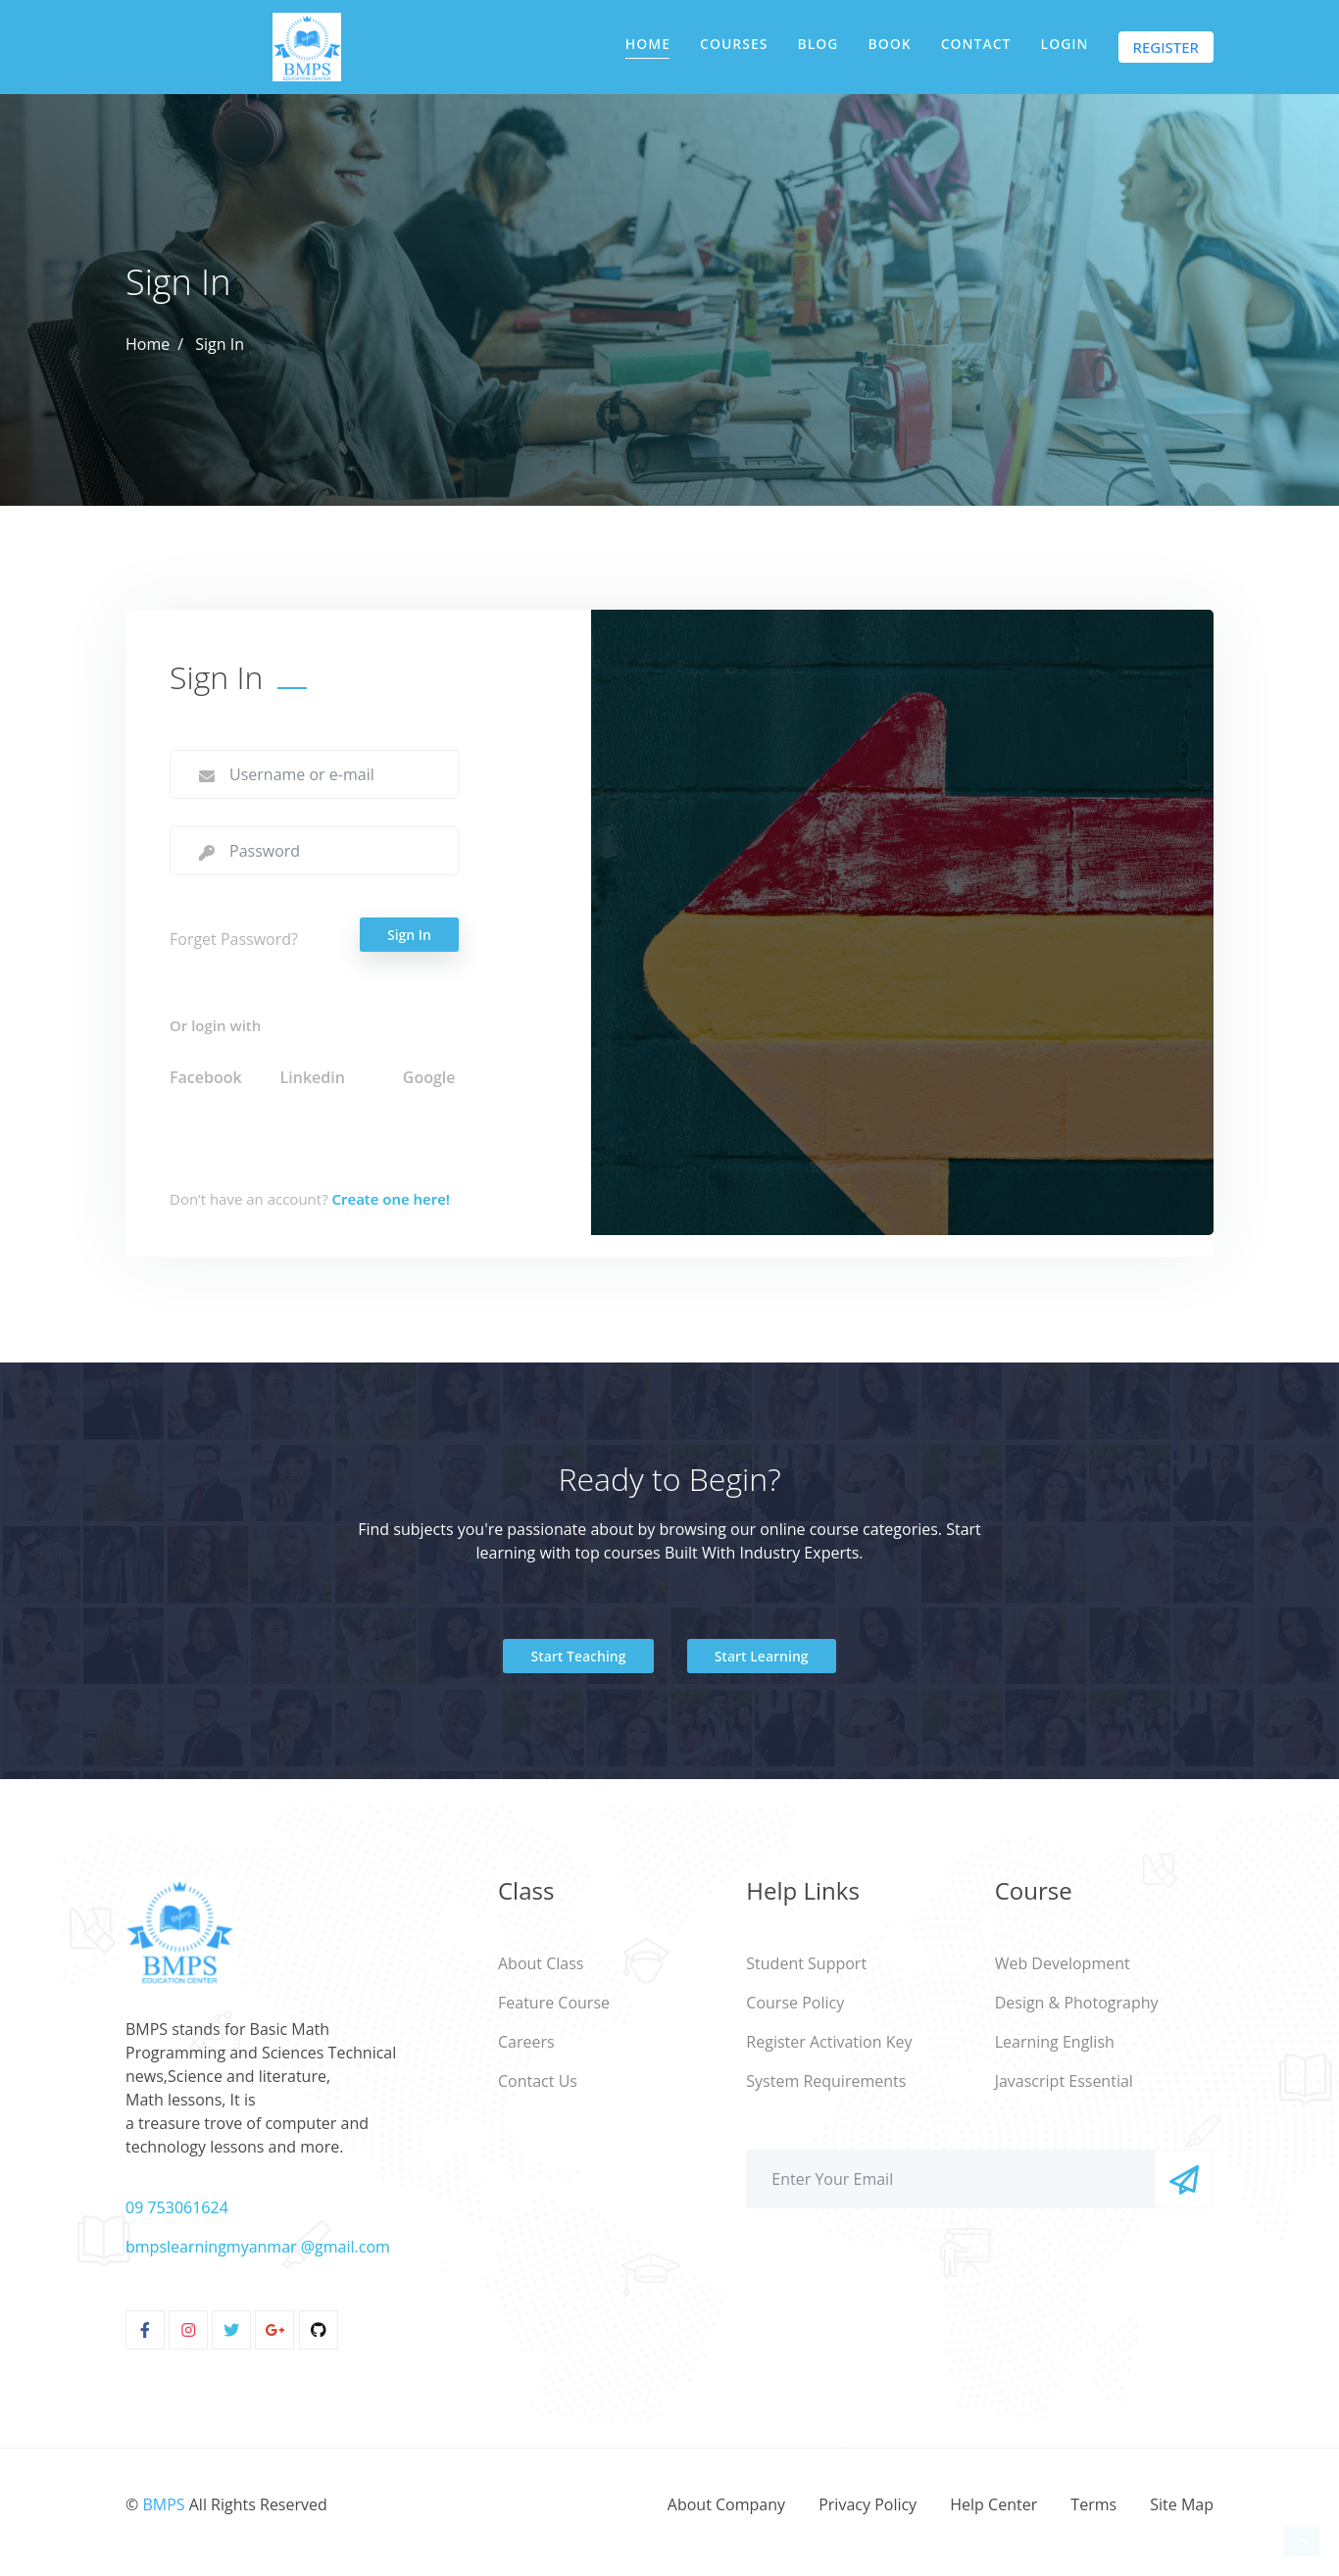 BMPS
EDUCATION CENTER
HOME COURSES BLOG BOOK CONTACT LOGIN REGISTER
Sign In
Home / Sign In
Sign In
Username or e-mail
Password
Forget Password? Sign In
Or login with
Facebook Linkedin Google
Don't have an account? Create one here!
Ready to Begin?
Find subjects you're passionate about by browsing our online course categories. Start
learning with top courses Built With Industry Experts.
Start Teaching Start Learning
BMPS
BMPS
EDUCATION CENTER
BMPS stands for Basic Math
Programming and Sciences Technical
news,Science and literature,
Math lessons, It is
a treasure trove of computer and
technology lessons and more.
09 753061624
bmpslearningmyanmar @gmail.com
Class
About Class
Feature Course
Careers
Contact Us
Help Links
Student Support
Course Policy
Register Activation Key
System Requirements
Course
Web Development
Design & Photography
Learning English
Javascript Essential
Enter Your Email
© BMPS All Rights Reserved
About Company Privacy Policy Help Center Terms Site Map